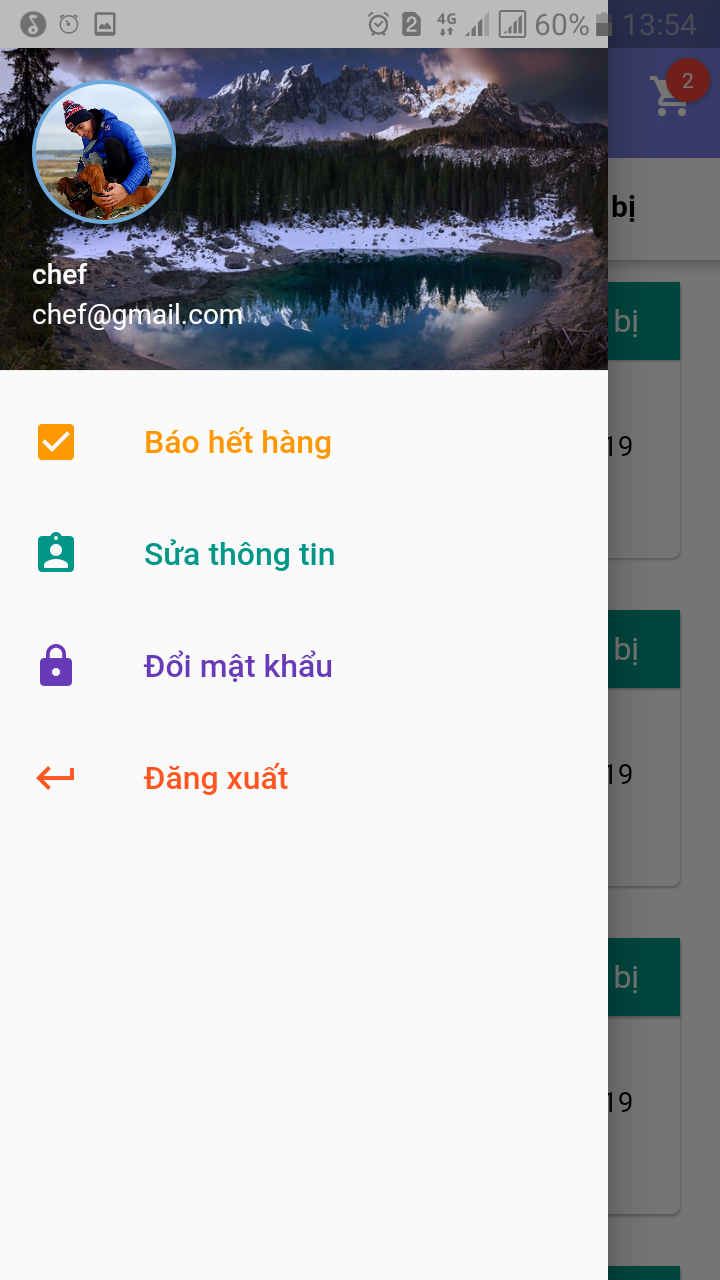 2 4G 60% 13:54
2
bị
chef
chef@gmail.com
bị
Báo hết hàng
19
Sửa thông tin
Đổi mật khẩu
bị
Đăng xuất
19
bị
19